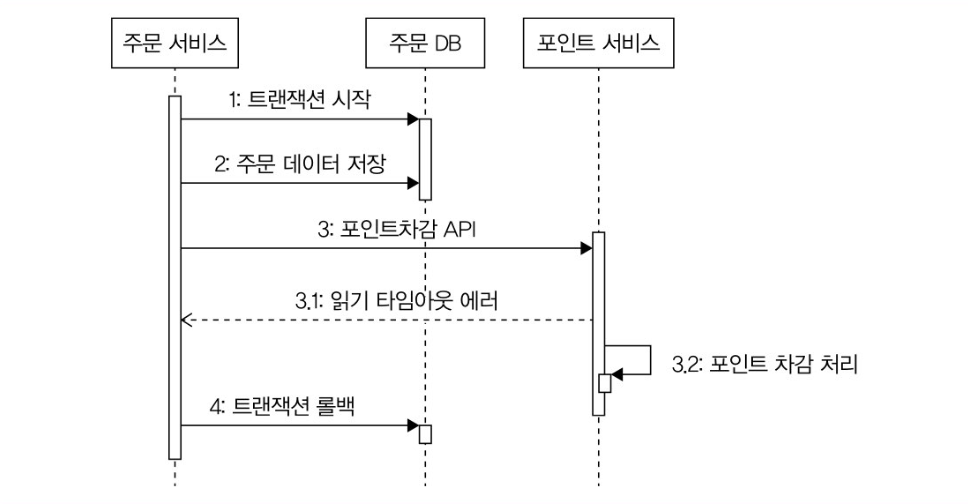 주문 서비스
주문 DB
포인트 서비스
1: 트랜잭션 시작
2: 주문 데이터 저장
3: 포인트차감 API
3.1: 읽기 타임아웃 에러
3.2: 포인트 차감 처리
4: 트랜잭션 롤백